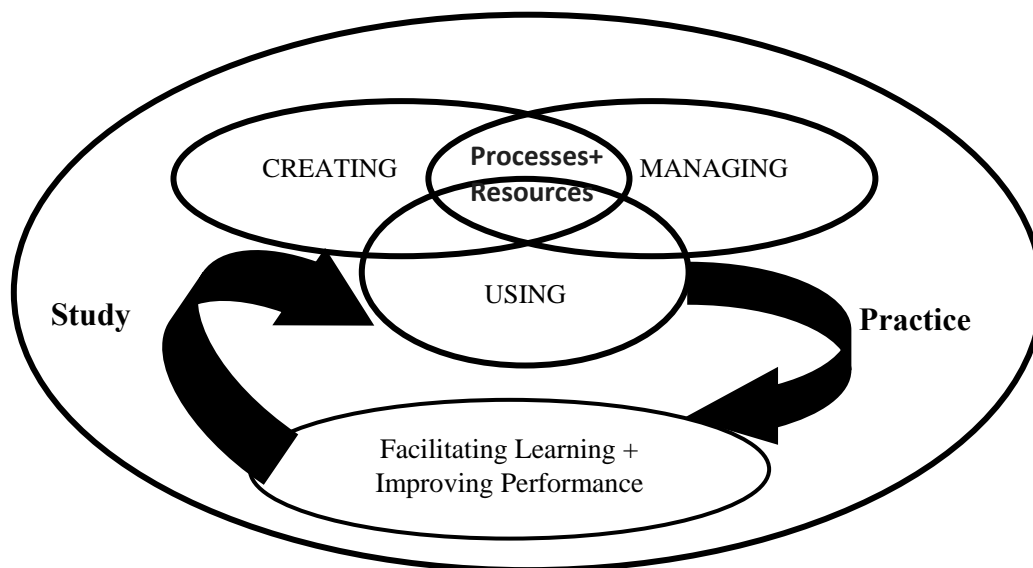 CREATING
Processes+
Resources
MANAGING
USING
Study
Practice
Facilitating Learning +
Improving Performance